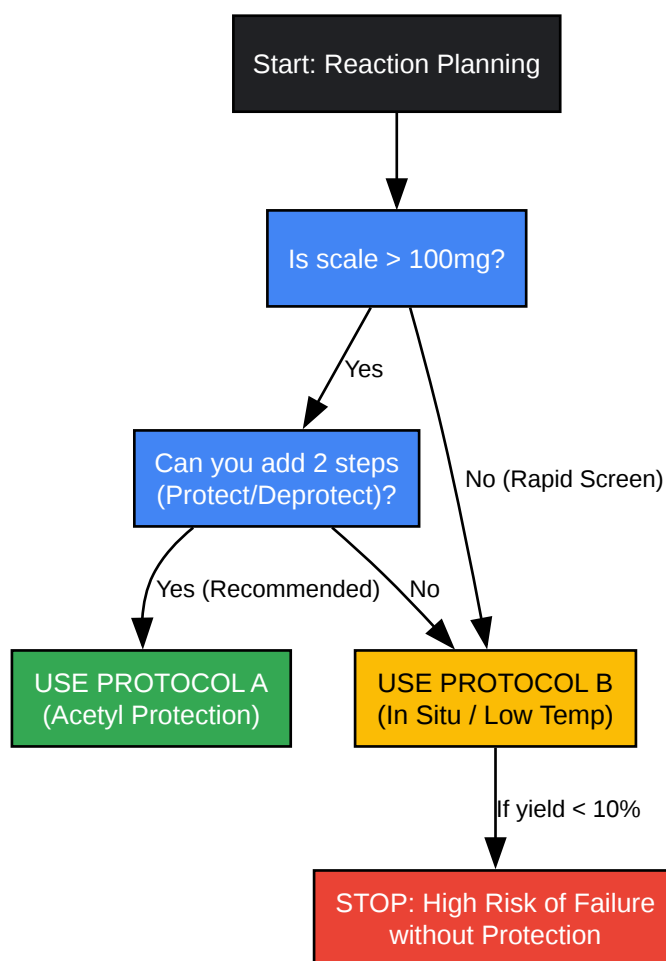 Start: Reaction Planning
Is scale > 100mg?
Yes
Can you add 2 steps
(Protect/Deprotect)?
No (Rapid Screen)
Yes (Recommended)
No
USE PROTOCOL A
(Acetyl Protection)
USE PROTOCOL B
(In Situ / Low Temp)
If yield < 10%
STOP: High Risk of Failure
without Protection